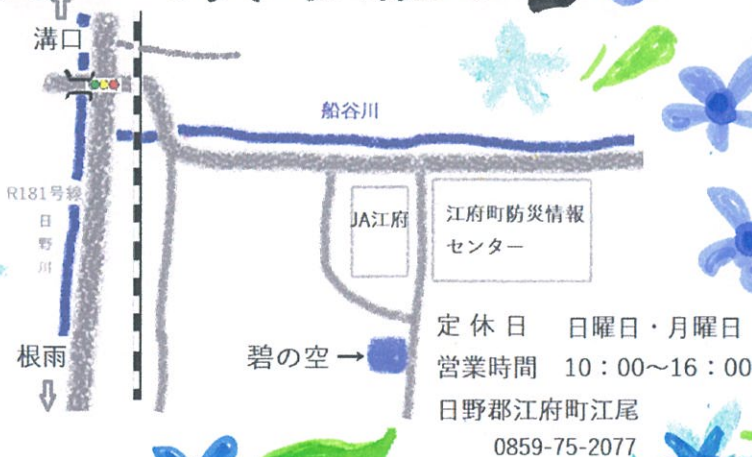 溝口
船谷川
R181号線
日野川
JA江府
江府町防災情報
センター
根雨
碧の空→
定休日 日曜日・月曜日
営業時間 10：00～16：00
日野郡江府町江尾
0859-75-2077